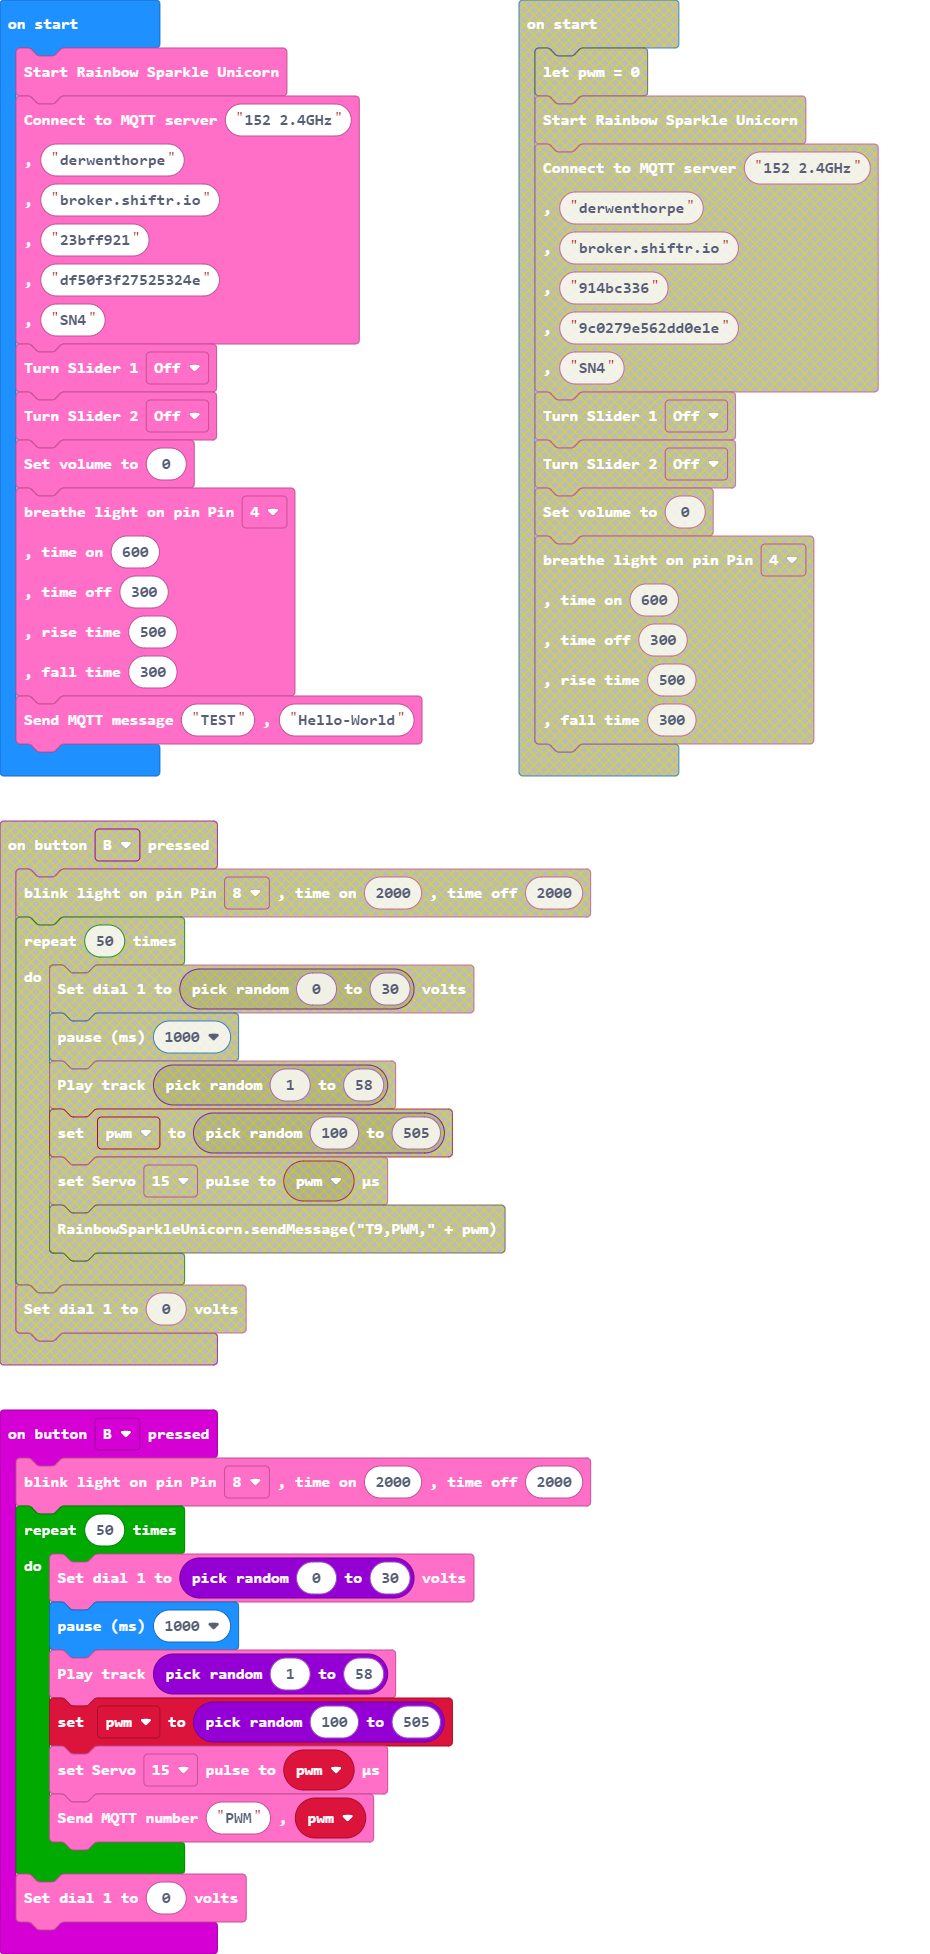 on start
Start Rainbow Sparkle Unicorn
Connect to MQTT server "152 2.4GHz"
, "derwenthorpe"
, "broker.shiftr.io"
, "23bff921"
, "df50f3f27525324e"
, "SN4"
Turn Slider 1 Off
Turn Slider 2 Off
Set volume to 0
breathe light on pin Pin 4
, time on 600
, time off 300
, rise time 500
, fall time 300
Send MQTT message "TEST" , "Hello-World"
on start
let pwm = 0
Start Rainbow Sparkle Unicorn
Connect to MQTT server "152 2.4GHz"
, "derwenthorpe"
, "broker.shiftr.io"
, "914bc336"
, "9c0279e562dd0e1e"
, "SN4"
Turn Slider 1 Off
Turn Slider 2 Off
Set volume to 0
breathe light on pin Pin 4
, time on 600
, time off 300
, rise time 500
, fall time 300
on button B pressed
blink light on pin Pin 8 , time on 2000 , time off 2000
repeat 50 times
do
Set dial 1 to pick random 0 to 30 volts
pause (ms) 1000
Play track pick random 1 to 58
set pwm to pick random 100 to 505
set Servo 15 pulse to pwm µs
RainbowSparkleUnicorn.sendMessage("T9,PWM," + pwm)
Set dial 1 to 0 volts
on button B pressed
blink light on pin Pin 8 , time on 2000 , time off 2000
repeat 50 times
do
Set dial 1 to pick random 0 to 30 volts
pause (ms) 1000
Play track pick random 1 to 58
set pwm to pick random 100 to 505
set Servo 15 pulse to pwm µs
Send MQTT number "PWM" , pwm
Set dial 1 to 0 volts